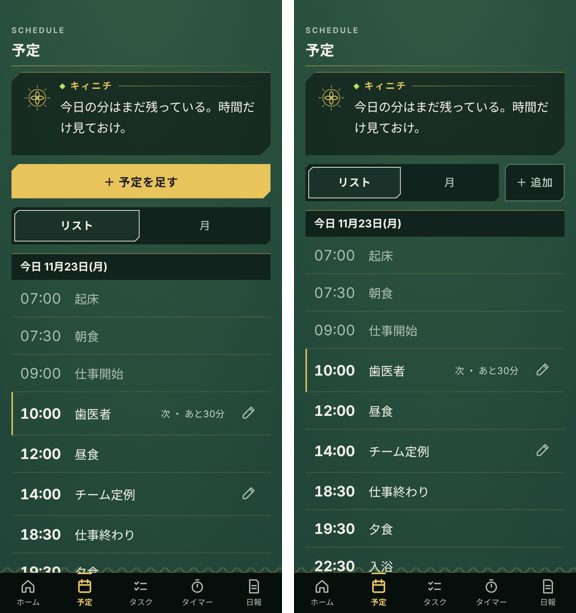 SCHEDULE
予定
キィニチ
今日の分はまだ残っている。時間だ
け見ておけ。
＋ 予定を足す
リスト 月
今日 11月23日(月)
07:00 起床
07:30 朝食
09:00 仕事開始
10:00 歯医者 次・あと30分
12:00 昼食
14:00 チーム定例
18:30 仕事終わり
19:30 夕食
ホーム 予定 タスク タイマー 日報
SCHEDULE
予定
キィニチ
今日の分はまだ残っている。時間だ
け見ておけ。
リスト 月 ＋ 追加
今日 11月23日(月)
07:00 起床
07:30 朝食
09:00 仕事開始
10:00 歯医者 次・あと30分
12:00 昼食
14:00 チーム定例
18:30 仕事終わり
19:30 夕食
22:30 入浴
ホーム 予定 タスク タイマー 日報